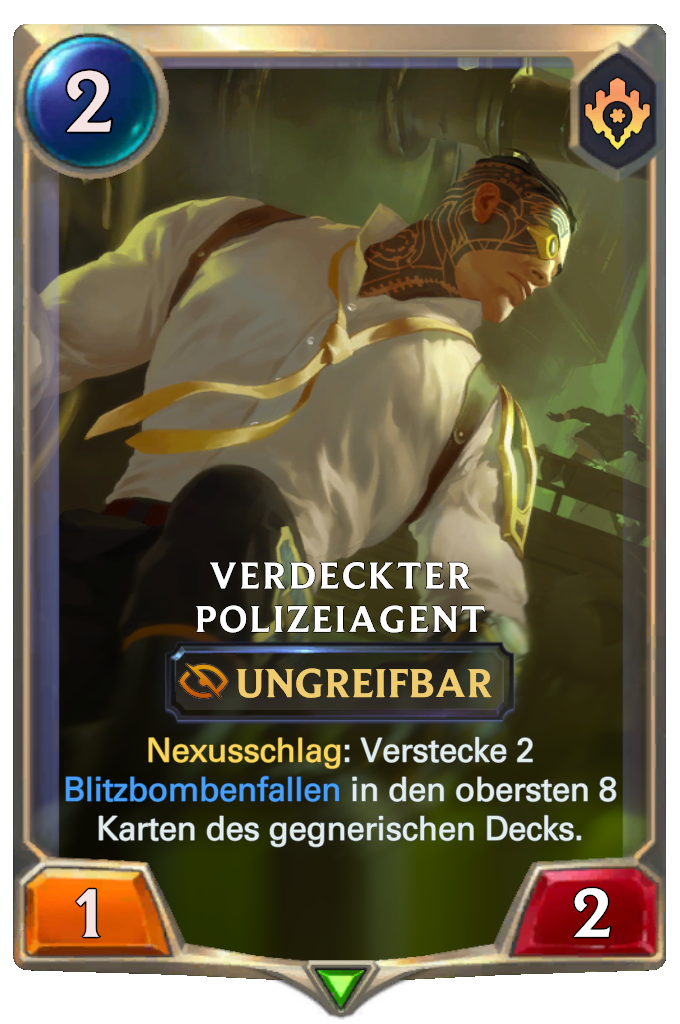 2
VERDECKTER
POLIZEIAGENT
UNGREIFBAR
Nexusschlag: Verstecke 2
Blitzbombenfallen in den obersten 8
Karten des gegnerischen Decks.
1
2